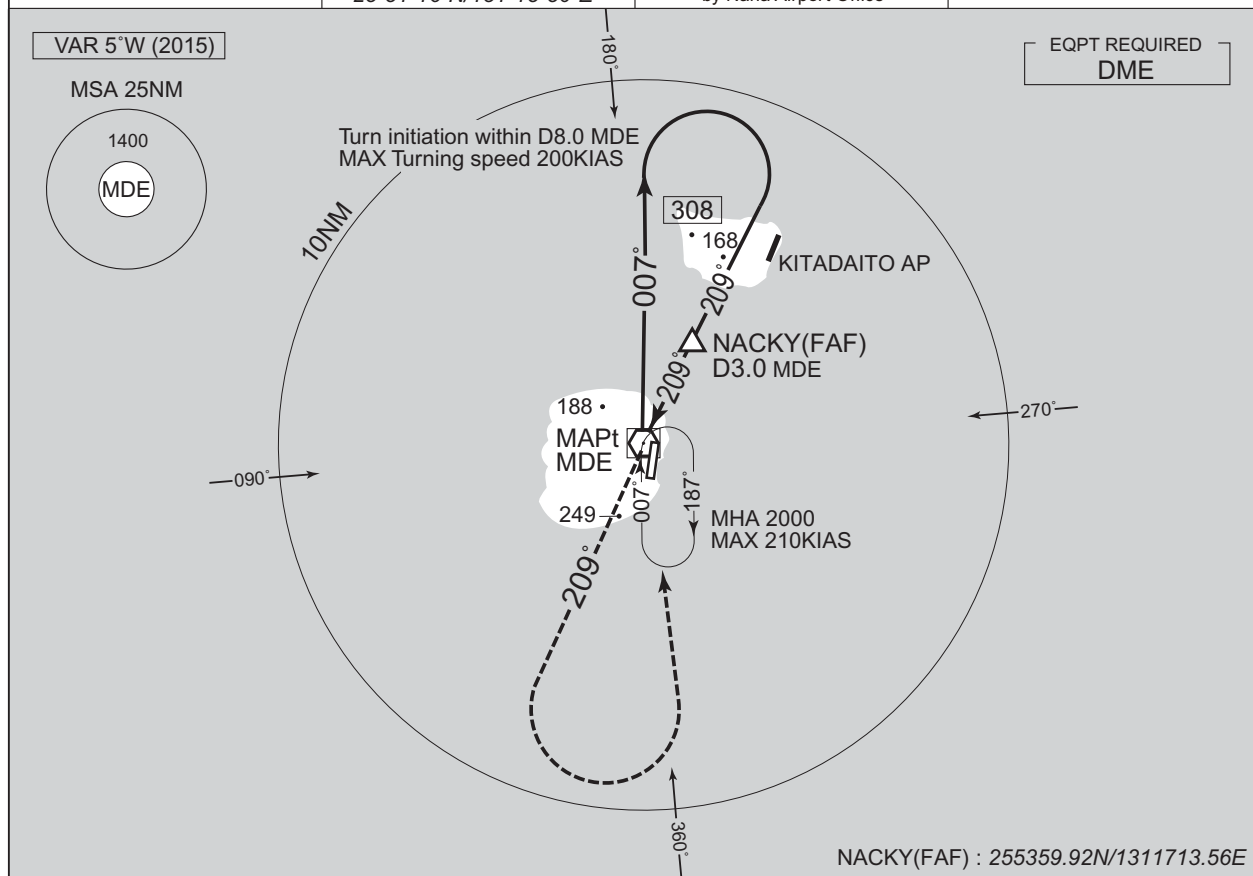 VAR 5°W (2015)
MSA 25NM
1400
MDE
180°
EQPT REQUIRED
DME
Turn initiation within D8.0 MDE
MAX Turning speed 200KIAS
10NM
308
168
KITADAITO AP
007°
209°
NACKY(FAF)
D3.0 MDE
209°
188
MAPt
MDE
270°
090°
249
007°
187°
MHA 2000
MAX 210KIAS
209°
360°
NACKY(FAF) : 255359.92N/1311713.56E